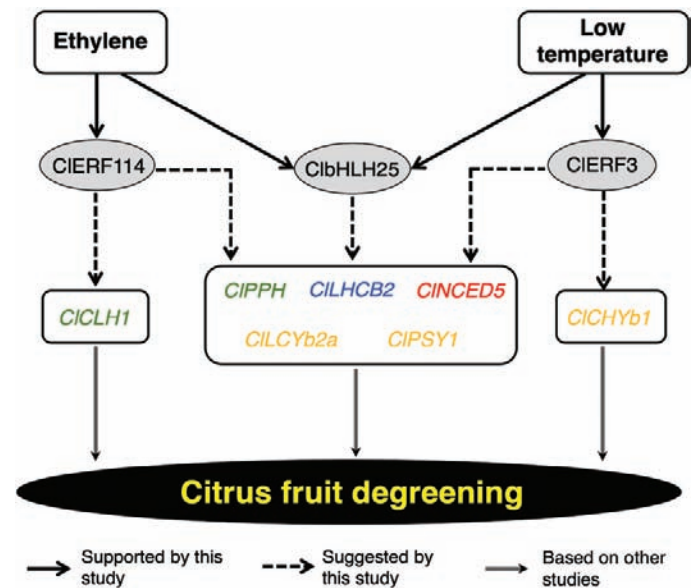 Ethylene
Low
temperature
ClERF114
ClbHLH25
ClERF3
ClPPH ClLHCB2 ClNCED5
ClCLH1
ClCHYb1
ClLCYb2a ClPSY1
Citrus fruit degreening
Supported by this
study
Suggested by
this study
Based on other
studies